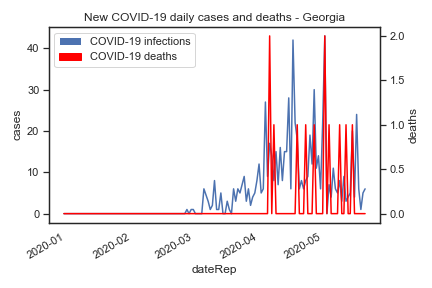 New COVID-19 daily cases and deaths - Georgia
COVID-19 infections
COVID-19 deaths
40
30
20
10
0
cases
2.0
1.5
1.0
0.5
0.0
deaths
2020-01
2020-02
2020-03
2020-04
2020-05
dateRep